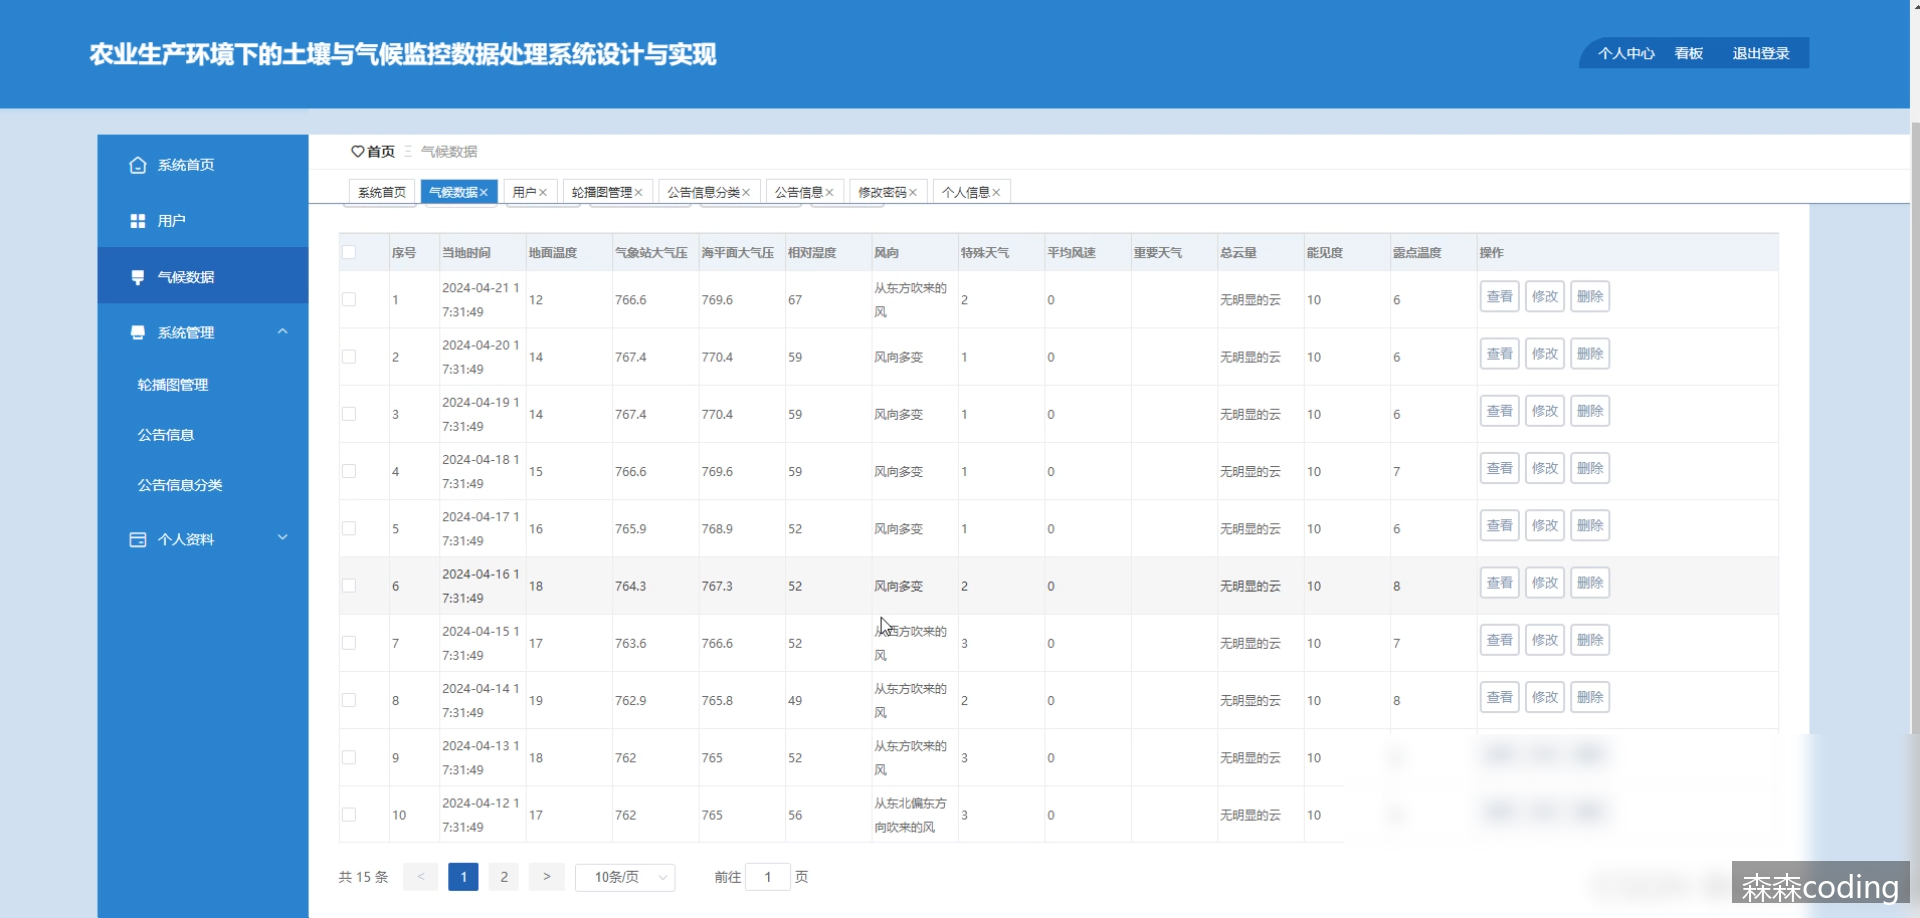 农业生产环境下的土壤与气候监控数据处理系统设计与实现
个人中心 看板 退出登录
系统首页
用户
气候数据
系统管理
轮播图管理
公告信息
公告信息分类
个人资料
首页 气候数据
系统首页 气候数据× 用户× 轮播图管理× 公告信息分类× 公告信息× 修改密码× 个人信息×
序号 当地时间 地面温度 气象站大气压 海平面大气压 相对湿度 风向 特殊天气 平均风速 重要天气 总云量 能见度 露点温度 操作
1 2024-04-21 17:31:49 12 766.6 769.6 67 从东方吹来的风 2 0 无明显的云 10 6 查看 修改 删除
2 2024-04-20 17:31:49 14 767.4 770.4 59 风向多变 1 0 无明显的云 10 6 查看 修改 删除
3 2024-04-19 17:31:49 14 767.4 770.4 59 风向多变 1 0 无明显的云 10 6 查看 修改 删除
4 2024-04-18 17:31:49 15 766.6 769.6 59 风向多变 1 0 无明显的云 10 7 查看 修改 删除
5 2024-04-17 17:31:49 16 765.9 768.9 52 风向多变 1 0 无明显的云 10 6 查看 修改 删除
6 2024-04-16 17:31:49 18 764.3 767.3 52 风向多变 2 0 无明显的云 10 8 查看 修改 删除
7 2024-04-15 17:31:49 17 763.6 766.6 52 从西方吹来的风 3 0 无明显的云 10 7 查看 修改 删除
8 2024-04-14 17:31:49 19 762.9 765.8 49 从东方吹来的风 2 0 无明显的云 10 8 查看 修改 删除
9 2024-04-13 17:31:49 18 762 765 52 从东方吹来的风 3 0 无明显的云 10
10 2024-04-12 17:31:49 17 762 765 56 从东北偏东方向吹来的风 3 0 无明显的云 10
共 15 条 < 1 2 > 10条/页 前往 1 页
森森coding